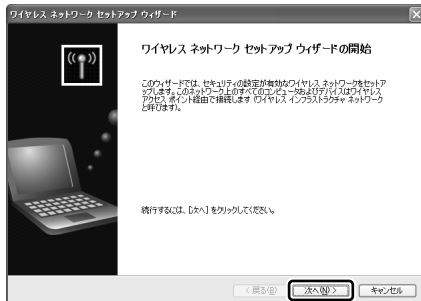 ワイヤレス ネットワーク セットアップ ウィザード
ワイヤレス ネットワーク セットアップ ウィザードの開始
このウィザードでは、セキュリティの設定が有効なワイヤレス ネットワークをセットア
ップします。このネットワーク上のすべてのコンピュータおよびデバイスはワイヤレス
アクセス ポイント経由で接続します (ワイヤレス インフラストラクチャ ネットワーク
と呼びます)。
続行するには、[次へ] をクリックしてください。
< 戻る(B)
次へ(N) >
キャンセル